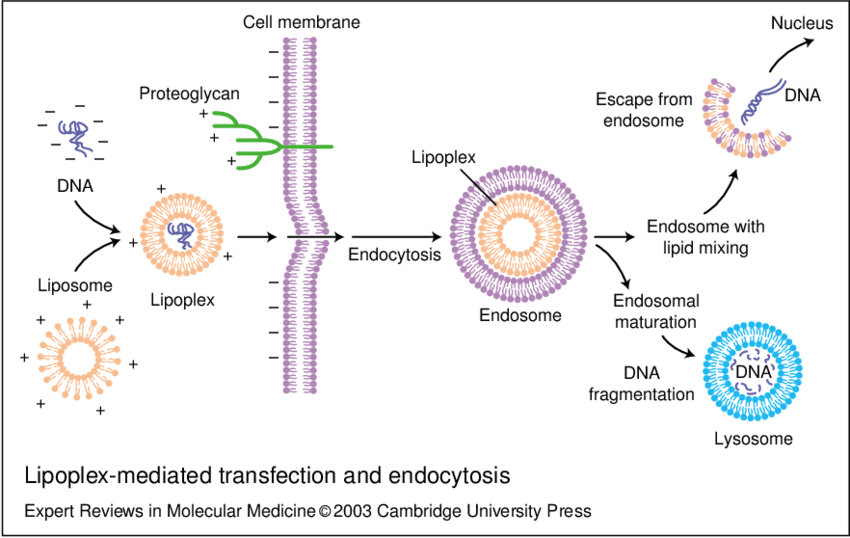 Cell membrane
Nucleus
Proteoglycan
DNA
Escape from
endosome
DNA
Lipoplex
Liposome
Lipoplex
Endocytosis
Endosome
Endosome with
lipid mixing
Endosomal
maturation
DNA
fragmentation
DNA
Lysosome
Lipoplex-mediated transfection and endocytosis
Expert Reviews in Molecular Medicine © 2003 Cambridge University Press